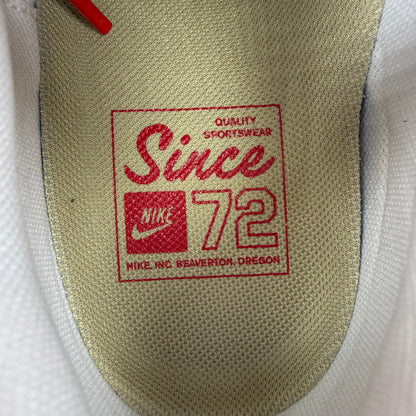 QUALITY
SPORTSWEAR
Since
NIKE
72
NIKE, INC. BEAVERTON, OREGON